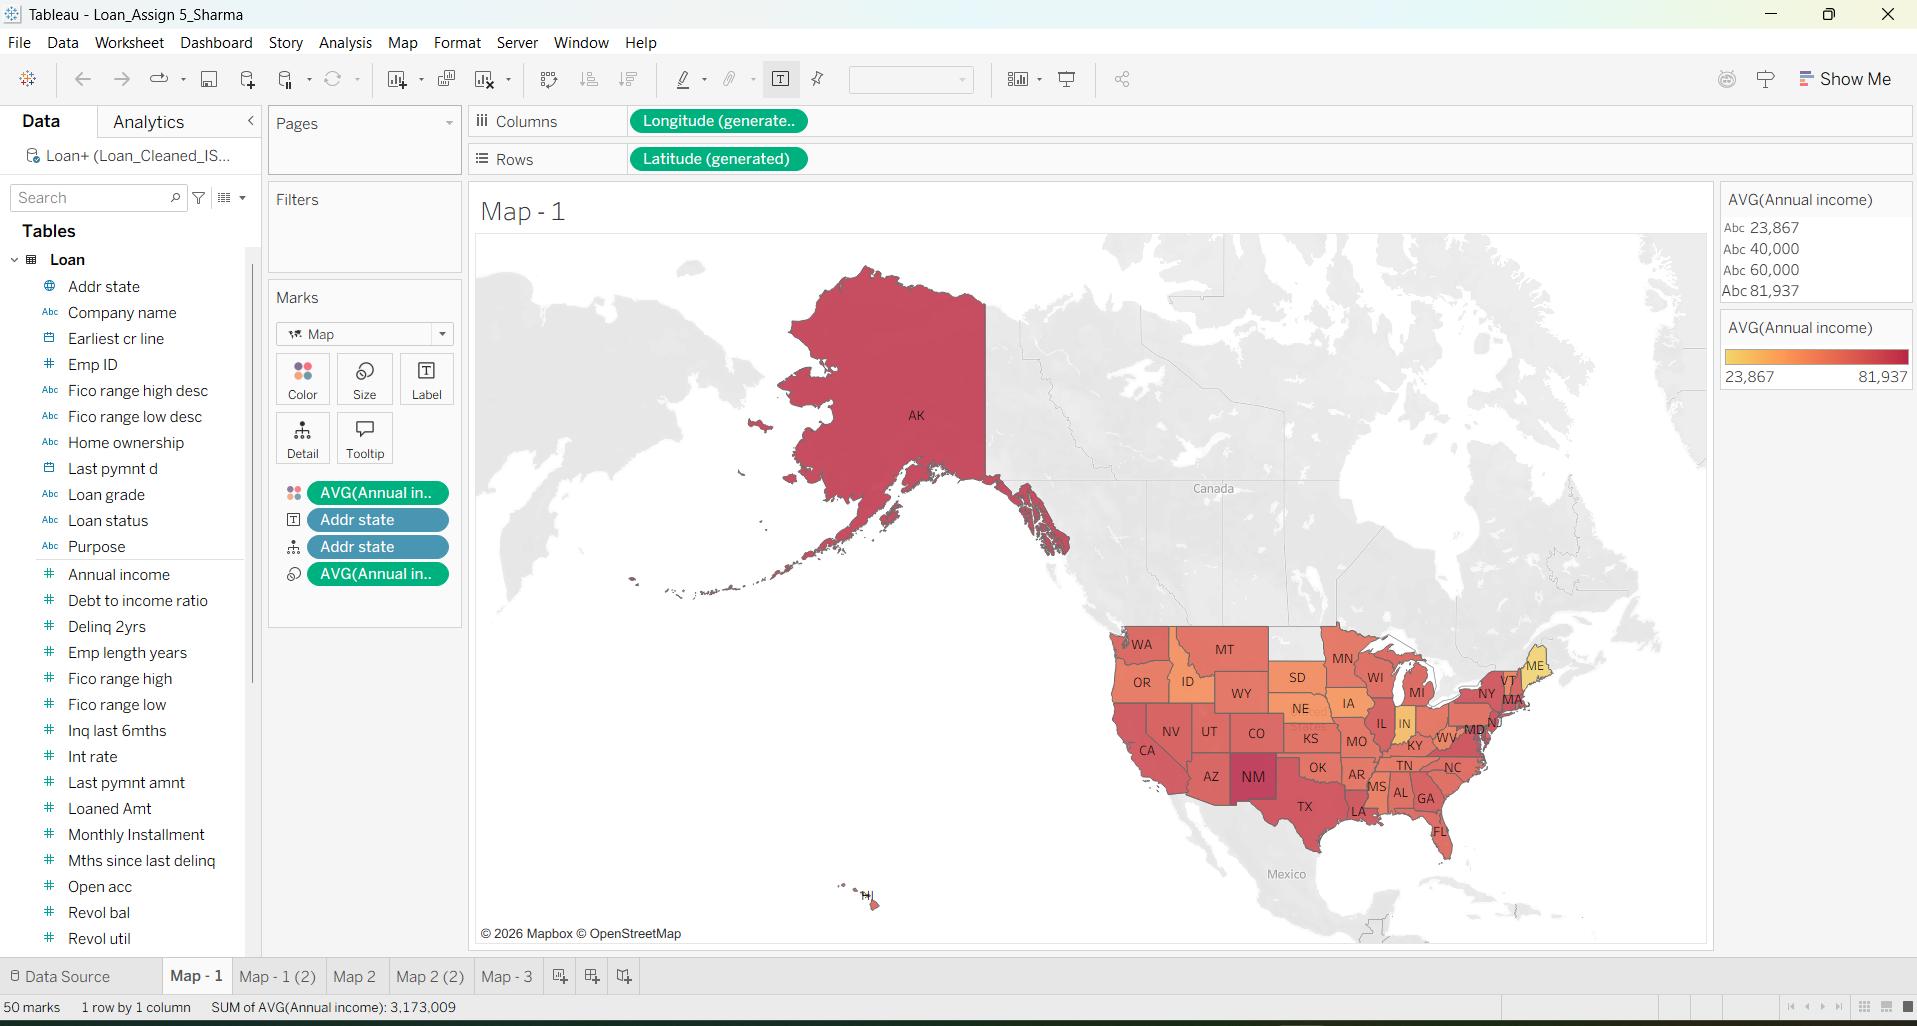 Tableau - Loan_Assign 5_Sharma
File Data Worksheet Dashboard Story Analysis Map Format Server Window Help
Show Me
Data Analytics
Loan+ (Loan_Cleaned_IS...
Search
Tables
Loan
Addr state
Abc Company name
Earliest cr line
Emp ID
Abc Fico range high desc
Abc Fico range low desc
Abc Home ownership
Last pymnt d
Abc Loan grade
Abc Loan status
Abc Purpose
Annual income
Debt to income ratio
Delinq 2yrs
Emp length years
Fico range high
Fico range low
Inq last 6mths
Int rate
Last pymnt amnt
Loaned Amt
Monthly Installment
Mths since last delinq
Open acc
Revol bal
Revol util
Pages
Filters
Marks
Map
Color Size Label
Detail Tooltip
AVG(Annual in..
Addr state
Addr state
AVG(Annual in..
Columns Longitude (generate..
Rows Latitude (generated)
Map - 1
AK
Canada
WA MT MN ME
OR ID SD WI VT
WY MI NY MA
NE IA
NV UT CO IL IN NJ
CA KS MO KY WV MD
AZ NM OK AR TN NC
TX MS AL GA
LA FL
Mexico
HI
© 2026 Mapbox © OpenStreetMap
AVG(Annual income)
Abc 23,867
Abc 40,000
Abc 60,000
Abc 81,937
AVG(Annual income)
23,867 81,937
Data Source Map - 1 Map - 1 (2) Map 2 Map 2 (2) Map - 3
50 marks 1 row by 1 column SUM of AVG(Annual income): 3,173,009